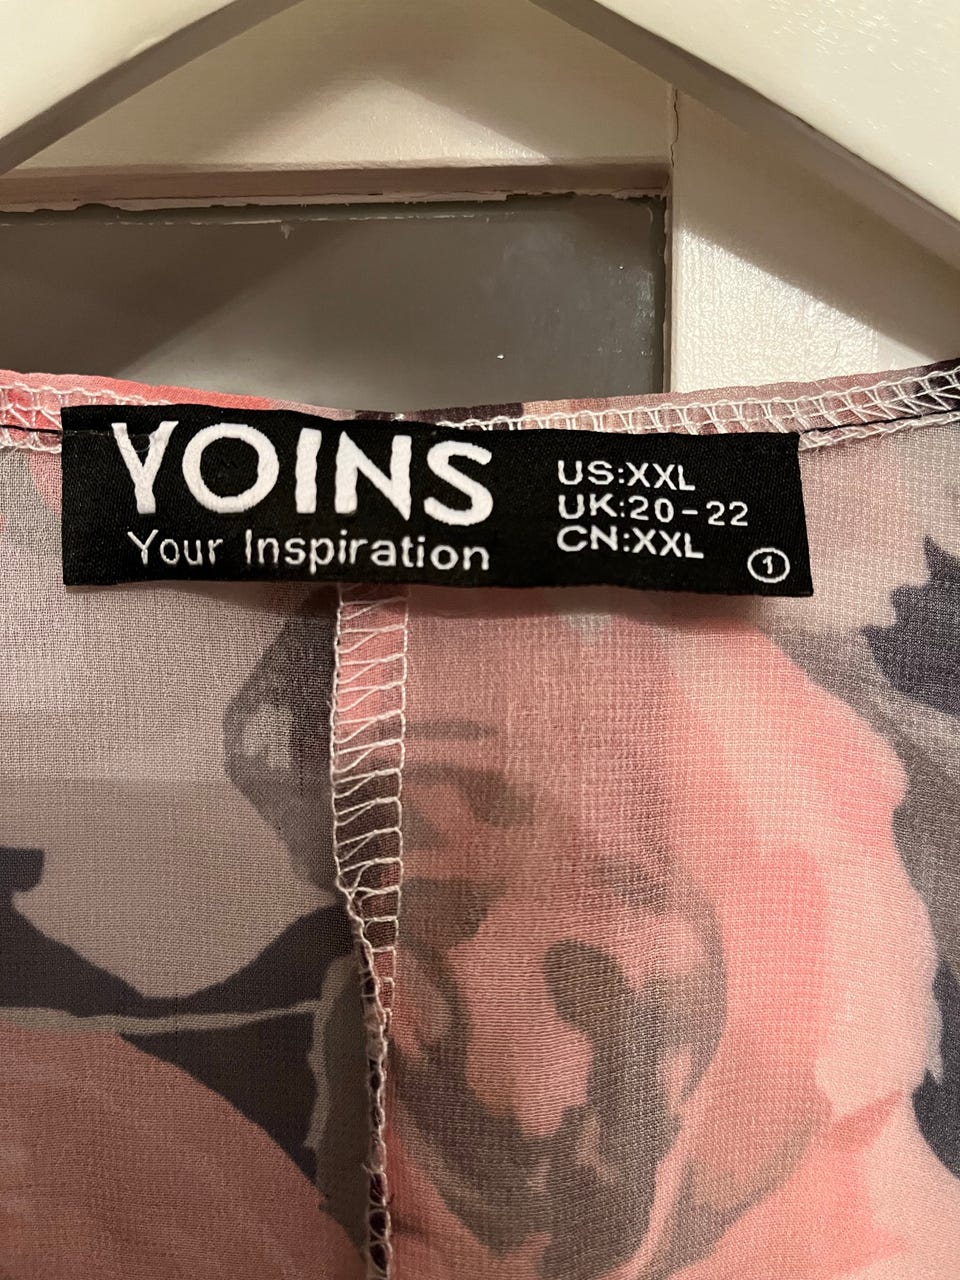 YOINS
Your Inspiration
US:XXL
UK:20-22
CN:XXL
1